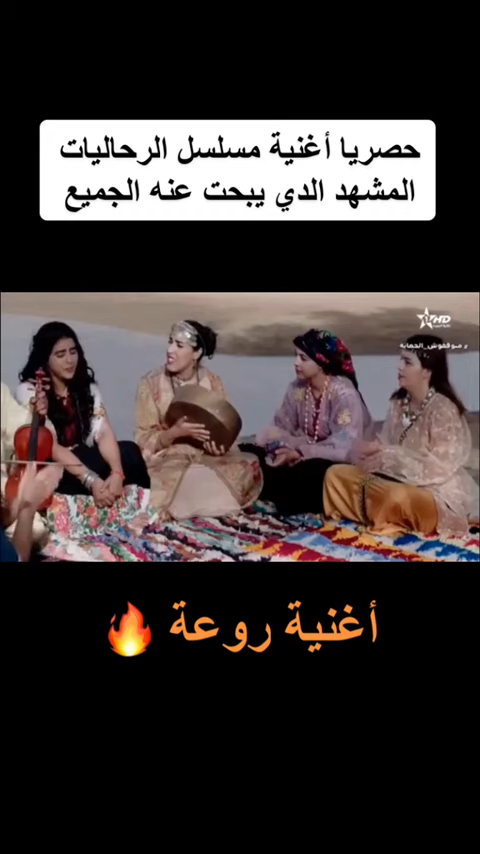 حصريا أغنية مسلسل الرحاليات
المشهد الدي يبحت عنه الجميع
HD
أغنية روعة 🔥